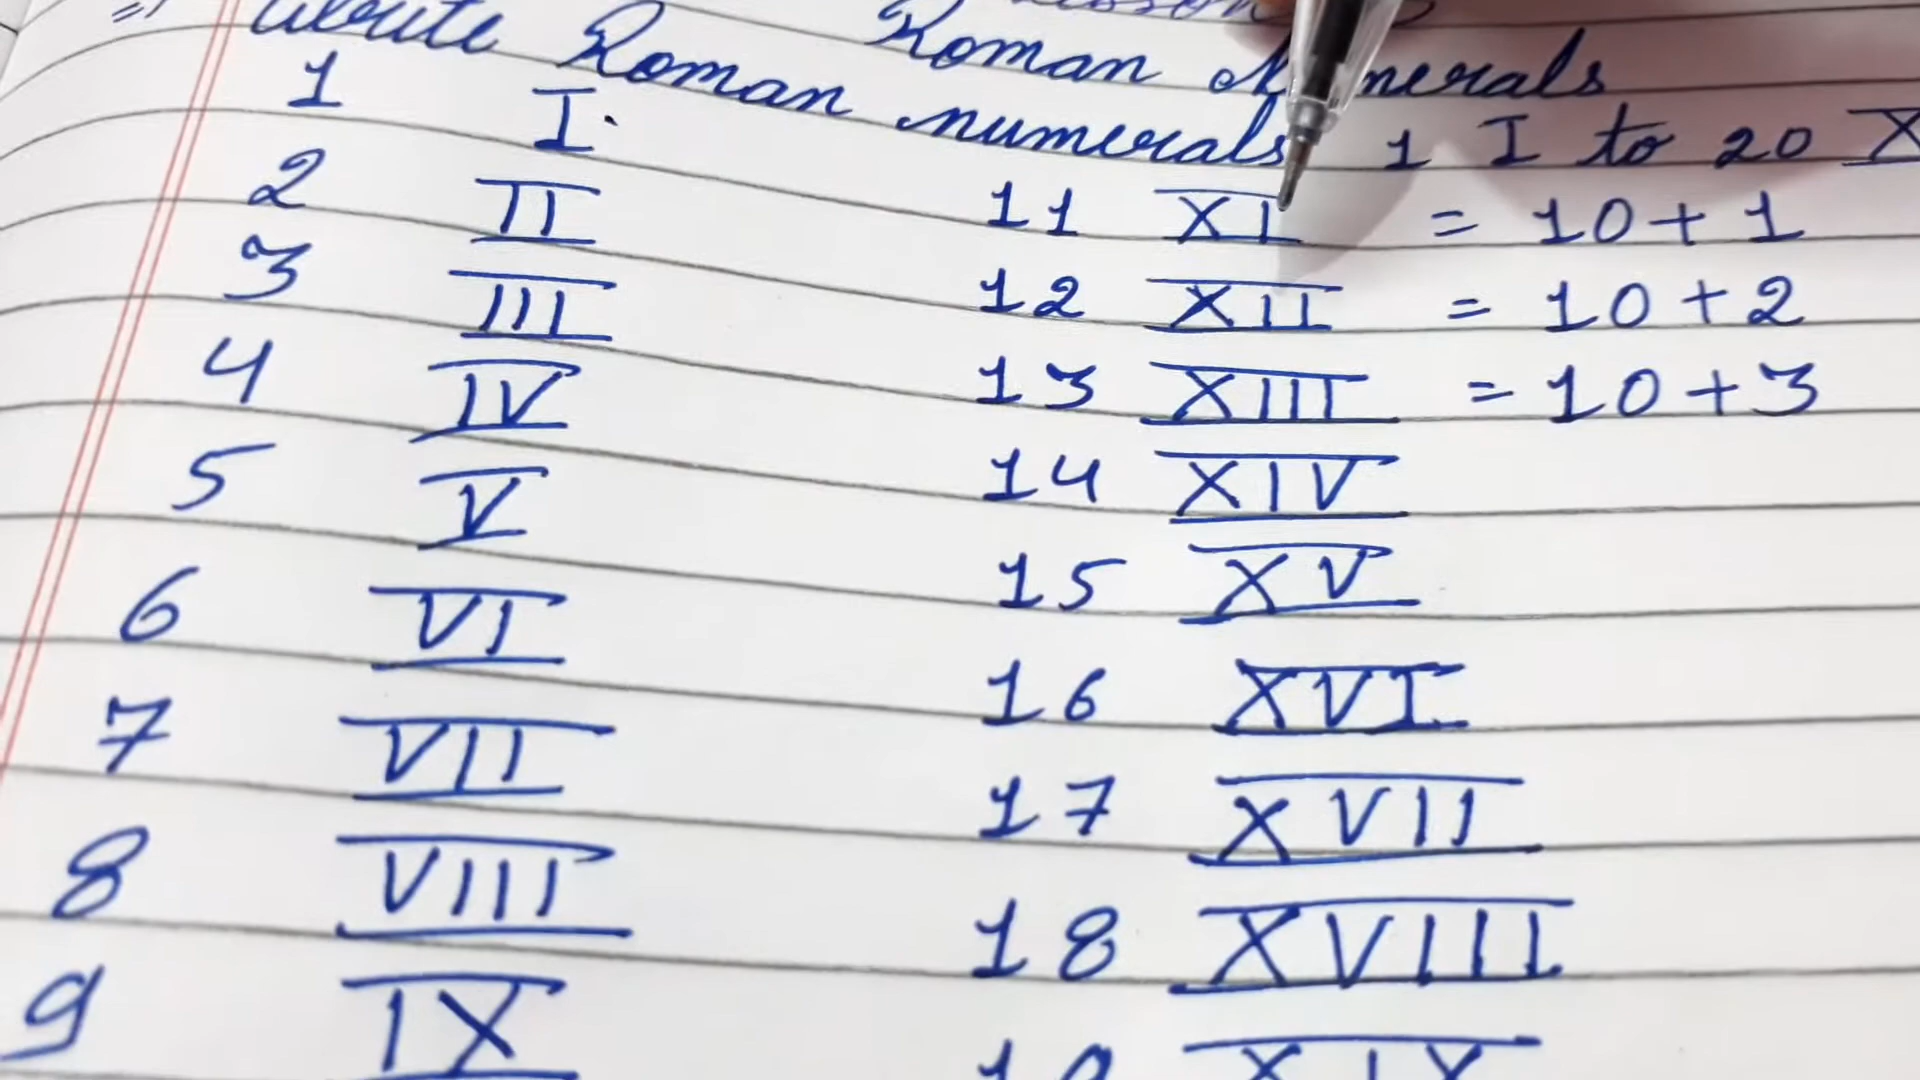 Roman Numerals
Write Roman numerals 1 I to 20 X
1 I.
2 II
3 III
4 IV
5 V
6 VI
7 VII
8 VIII
9 IX
11 XI = 10+1
12 XII = 10+2
13 XIII = 10+3
14 XIV
15 XV
16 XVI
17 XVII
18 XVIII
19 XIX